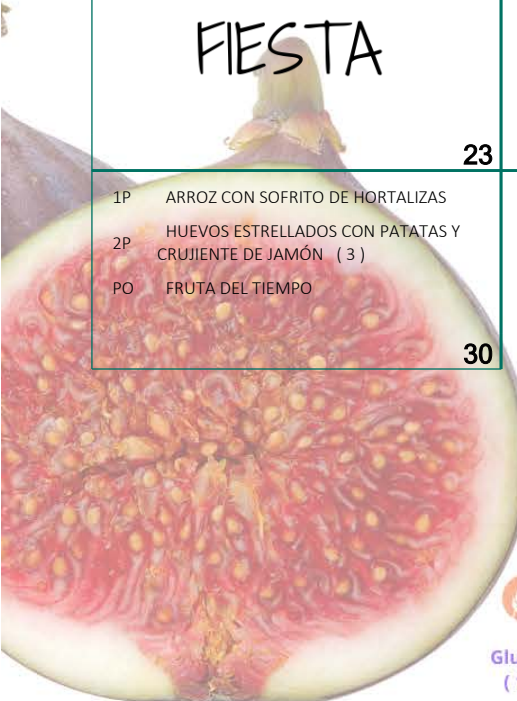 FIESTA
23
1P ARROZ CON SOFRITO DE HORTALIZAS
2P HUEVOS ESTRELLADOS CON PATATAS Y
CRUJIENTE DE JAMÓN ( 3 )
PO FRUTA DEL TIEMPO
30